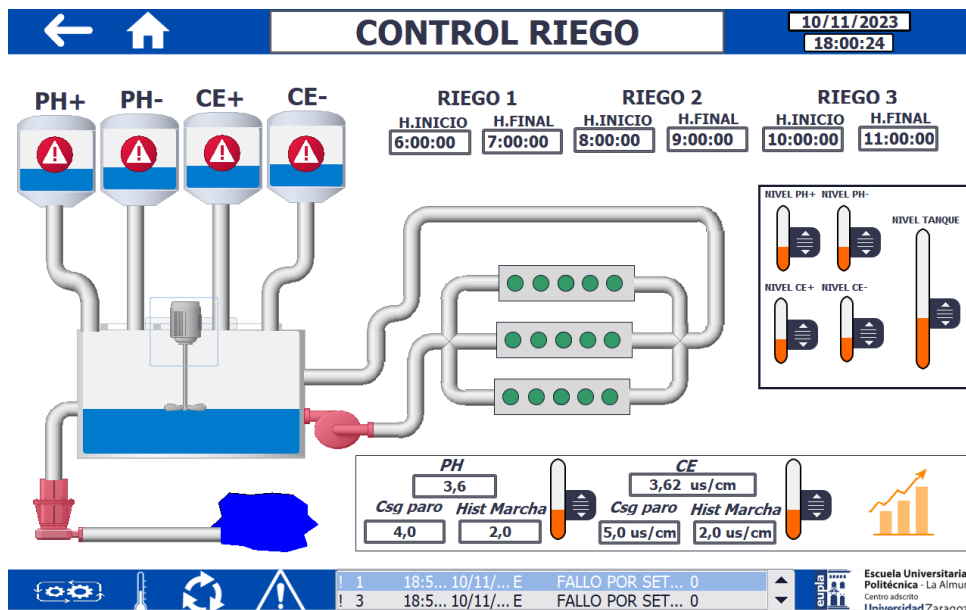 CONTROL RIEGO
10/11/2023
18:00:24
PH+ PH- CE+ CE-
RIEGO 1 RIEGO 2 RIEGO 3
H.INICIO H.FINAL H.INICIO H.FINAL H.INICIO H.FINAL
6:00:00 7:00:00 8:00:00 9:00:00 10:00:00 11:00:00
NIVEL PH+ NIVEL PH-
NIVEL TANQUE
NIVEL CE+ NIVEL CE-
PH CE
3,6 3,62 us/cm
Csg paro Hist Marcha Csg paro Hist Marcha
4,0 2,0 5,0 us/cm 2,0 us/cm
! 1 18:5... 10/11/... E FALLO POR SET... 0
! 3 18:5... 10/11/... E FALLO POR SET... 0
eupla
Escuela Universitaria
Politécnica - La Almun
Centro adscrito
Universidad Zaragoz